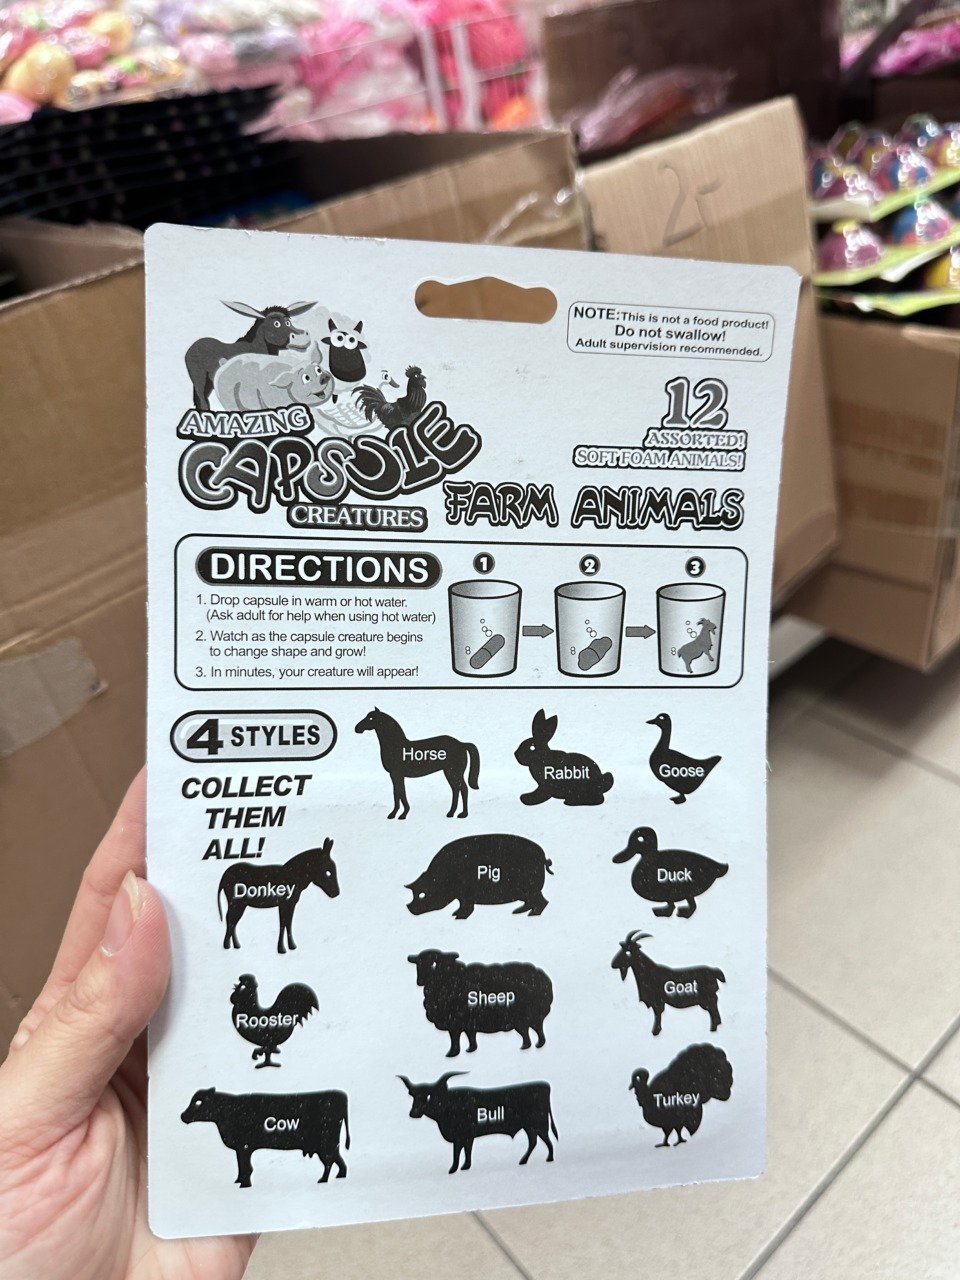 25
NOTE:This is not a food product!
Do not swallow!
Adult supervision recommended.
AMAZING
CAPSULE
CREATURES
12
ASSORTED!
SOFT FOAM ANIMALS!
FARM ANIMALS
DIRECTIONS
1. Drop capsule in warm or hot water.
(Ask adult for help when using hot water)
2. Watch as the capsule creature begins
to change shape and grow!
3. In minutes, your creature will appear!
1
2
3
4 STYLES
COLLECT
THEM
ALL!
Horse
Rabbit
Goose
Donkey
Pig
Duck
Rooster
Sheep
Goat
Cow
Bull
Turkey